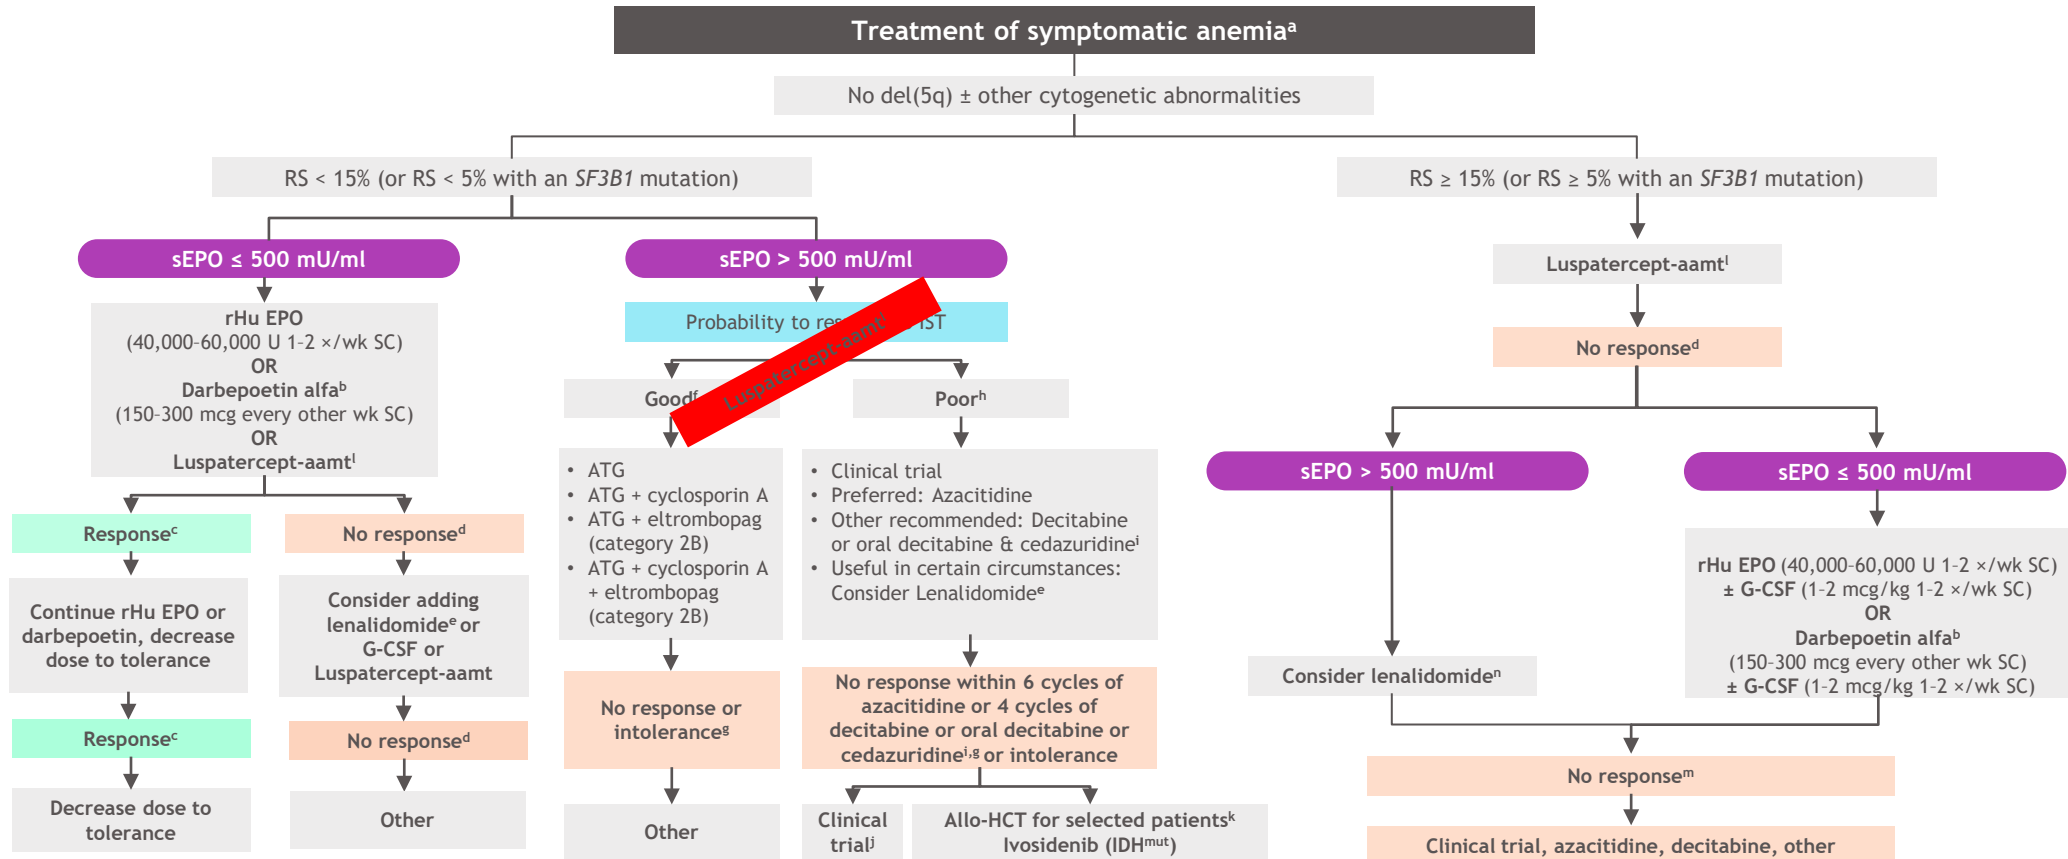 Treatment of symptomatic anemiaᵃ
No del(5q) ± other cytogenetic abnormalities
RS < 15% (or RS < 5% with an SF3B1 mutation)
sEPO ≤ 500 mU/ml
rHu EPO
(40,000–60,000 U 1–2 ×/wk SC)
OR
Darbepoetin alfaᵇ
(150–300 mcg every other wk SC)
OR
Luspatercept-aamtˡ
Responseᶜ
Continue rHu EPO or
darbepoetin, decrease
dose to tolerance
Responseᶜ
Decrease dose to
tolerance
No responseᵈ
Consider adding
lenalidomideᵉ or
G-CSF or
Luspatercept-aamt
No responseᵈ
Other
sEPO > 500 mU/ml
Probability to res IST
Luspatercept-aamtˡ
Goodᶠ
• ATG
• ATG + cyclosporin A
• ATG + eltrombopag
(category 2B)
• ATG + cyclosporin A
+ eltrombopag
(category 2B)
No response or
intoleranceᵍ
Other
Poorʰ
• Clinical trial
• Preferred: Azacitidine
• Other recommended: Decitabine
or oral decitabine & cedazuridineⁱ
• Useful in certain circumstances:
Consider Lenalidomideᵉ
No response within 6 cycles of
azacitidine or 4 cycles of
decitabine or oral decitabine or
cedazuridineⁱ,ᵍ or intolerance
Clinical
trialʲ
Allo-HCT for selected patientsᵏ
Ivosidenib (IDHᵐᵘᵗ)
RS ≥ 15% (or RS ≥ 5% with an SF3B1 mutation)
Luspatercept-aamtˡ
No responseᵈ
sEPO > 500 mU/ml
Consider lenalidomideⁿ
sEPO ≤ 500 mU/ml
rHu EPO (40,000–60,000 U 1–2 ×/wk SC)
± G-CSF (1–2 mcg/kg 1–2 ×/wk SC)
OR
Darbepoetin alfaᵇ
(150–300 mcg every other wk SC)
± G-CSF (1–2 mcg/kg 1–2 ×/wk SC)
No responseᵐ
Clinical trial, azacitidine, decitabine, other